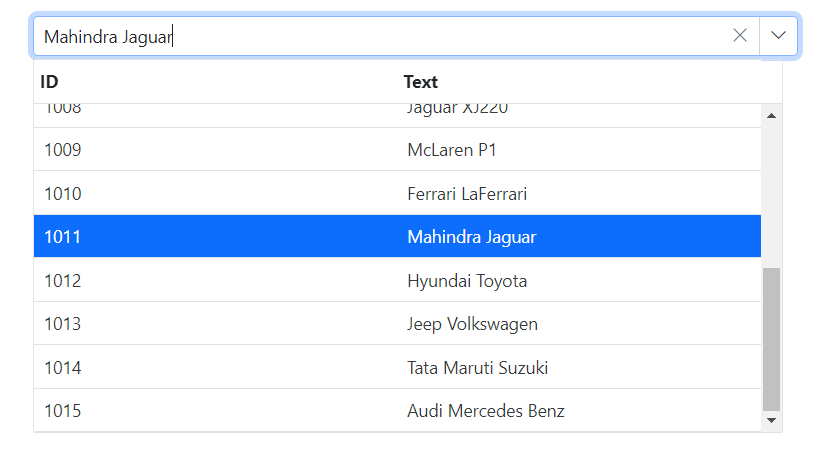 Mahindra Jaguar
ID Text
1008 Jaguar XJ220
1009 McLaren P1
1010 Ferrari LaFerrari
1011 Mahindra Jaguar
1012 Hyundai Toyota
1013 Jeep Volkswagen
1014 Tata Maruti Suzuki
1015 Audi Mercedes Benz